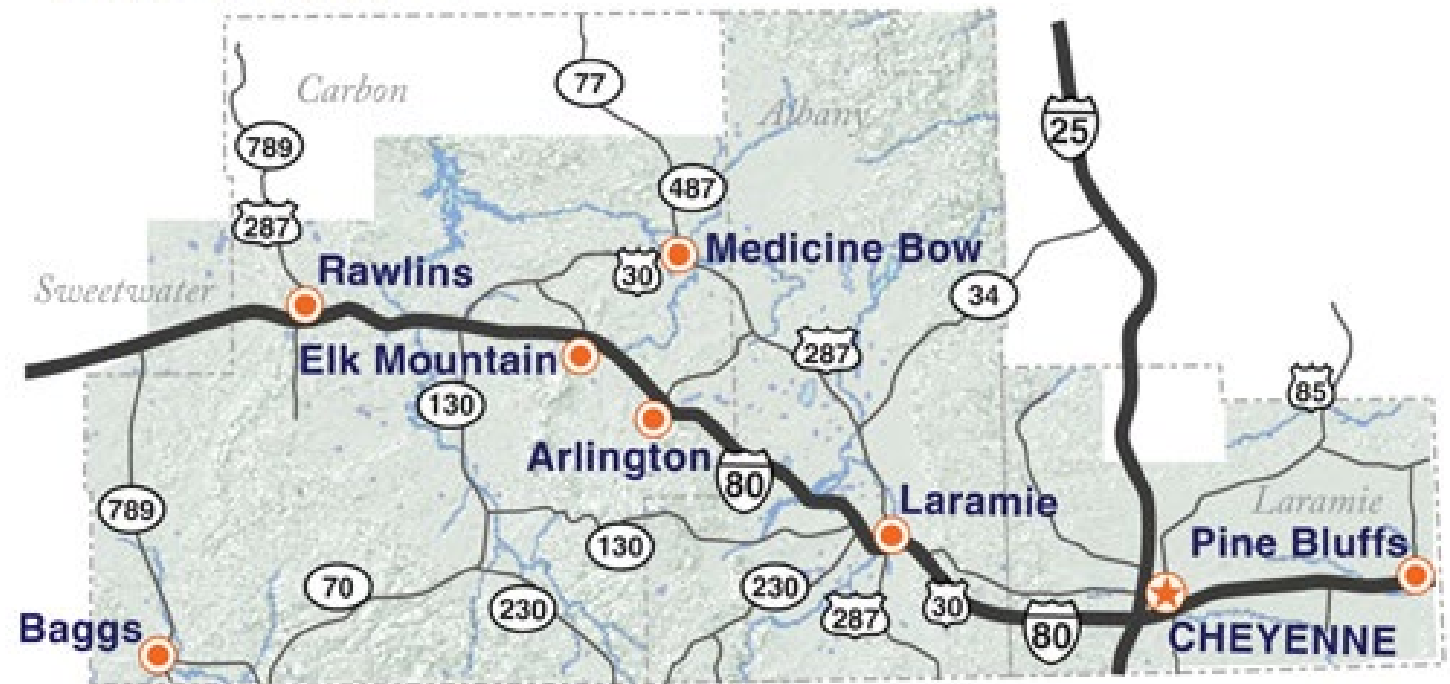 Carbon
77
Albany
25
789
487
287
Medicine Bow
Rawlins
30
Sweetwater
34
Elk Mountain
287
85
130
Arlington
80
Laramie
Laramie
789
Pine Bluffs
130
70
230
230
287
30
80
Baggs
CHEYENNE